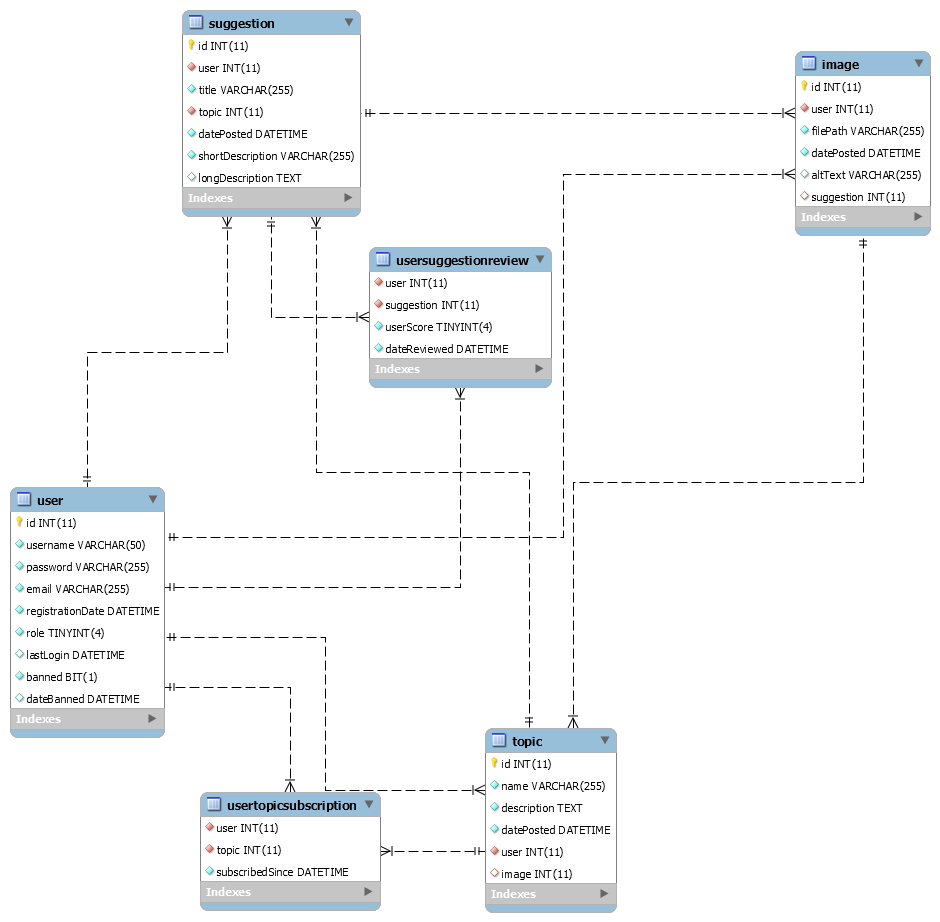 suggestion
id INT(11)
user INT(11)
title VARCHAR(255)
topic INT(11)
datePosted DATETIME
shortDescription VARCHAR(255)
longDescription TEXT
Indexes
image
id INT(11)
user INT(11)
filePath VARCHAR(255)
datePosted DATETIME
altText VARCHAR(255)
suggestion INT(11)
Indexes
usersuggestionreview
user INT(11)
suggestion INT(11)
userScore TINYINT(4)
dateReviewed DATETIME
Indexes
user
id INT(11)
username VARCHAR(50)
password VARCHAR(255)
email VARCHAR(255)
registrationDate DATETIME
role TINYINT(4)
lastLogin DATETIME
banned BIT(1)
dateBanned DATETIME
Indexes
topic
id INT(11)
name VARCHAR(255)
description TEXT
datePosted DATETIME
user INT(11)
image INT(11)
Indexes
usertopicsubscription
user INT(11)
topic INT(11)
subscribedSince DATETIME
Indexes